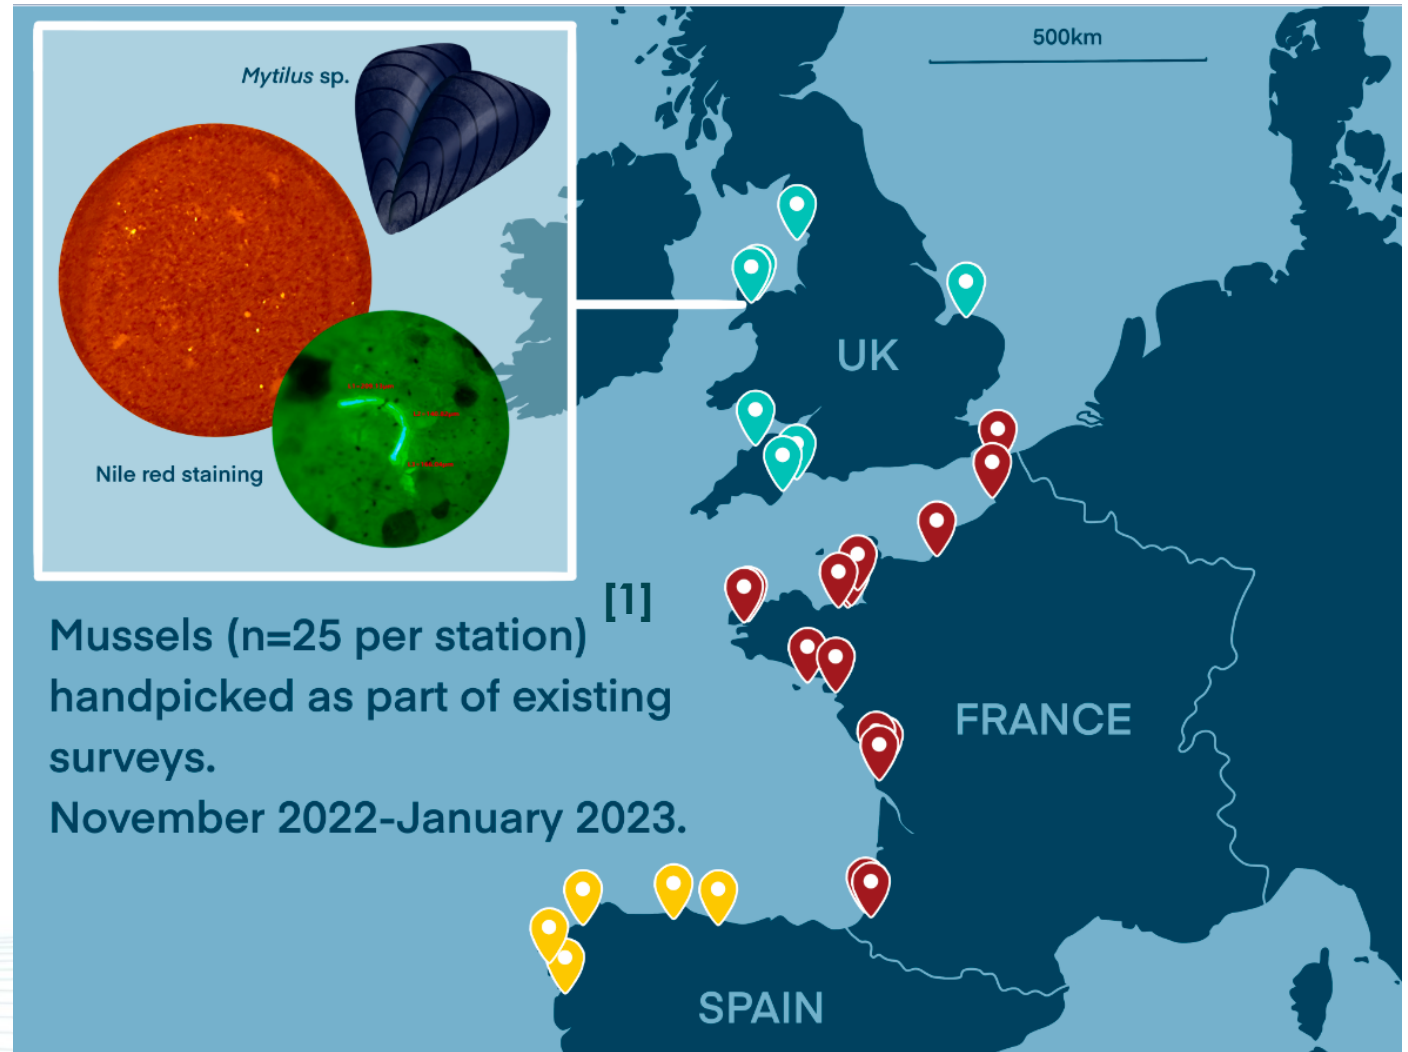 500km
Mytilus sp.
UK
Nile red staining
[1]
Mussels (n=25 per station)
handpicked as part of existing
surveys.
November 2022-January 2023.
FRANCE
SPAIN